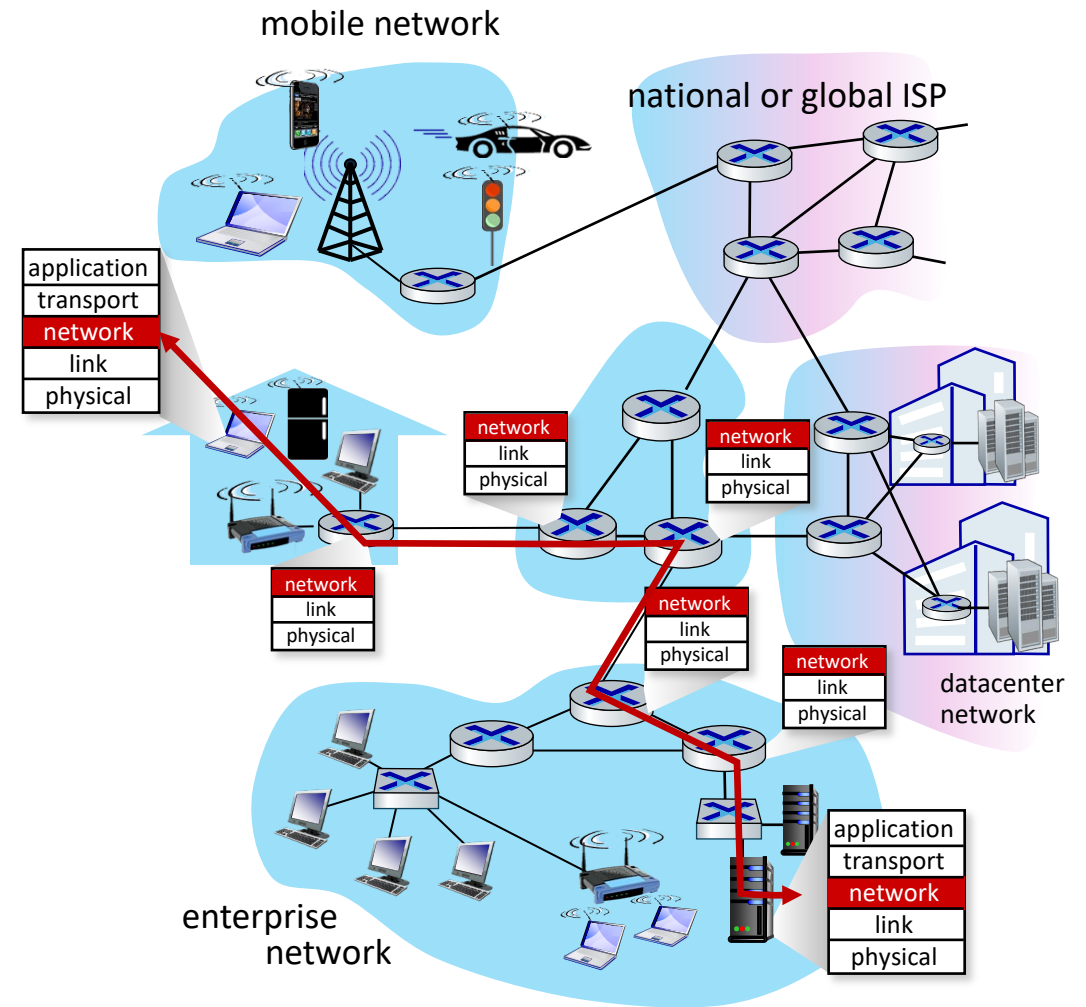 mobile network
national or global ISP
application
transport
network
link
physical
network
link
physical
network
link
physical
network
link
physical
network
link
physical
network
link
physical
datacenter
network
application
transport
network
link
physical
enterprise
network